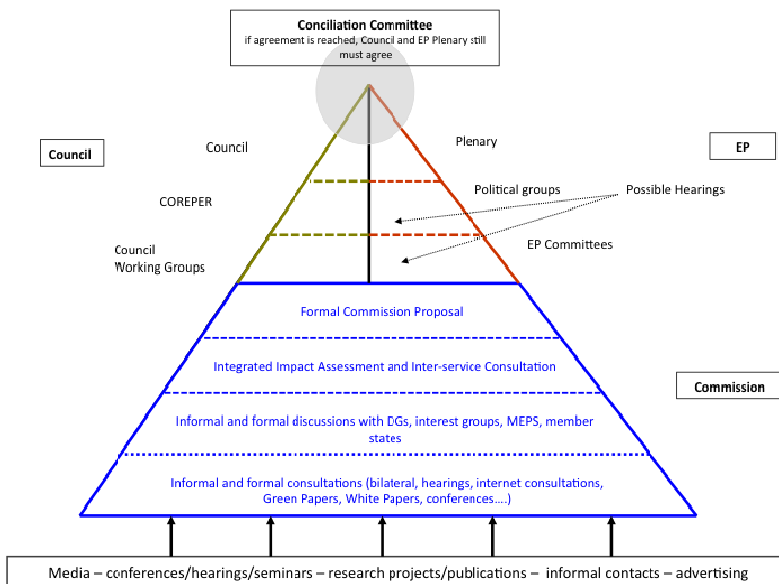 Conciliation Committee
if agreement is reached, Council and EP Plenary still
must agree
Council
Plenary
Council
EP
Political groups
Possible Hearings
COREPER
EP Committees
Council
Working Groups
Formal Commission Proposal
Integrated Impact Assessment and Inter-service Consultation
Commission
Informal and formal discussions with DGs, interest groups, MEPS, member
states
Informal and formal consultations (bilateral, hearings, internet consultations,
Green Papers, White Papers, conferences....)
Media – conferences/hearings/seminars – research projects/publications – informal contacts – advertising